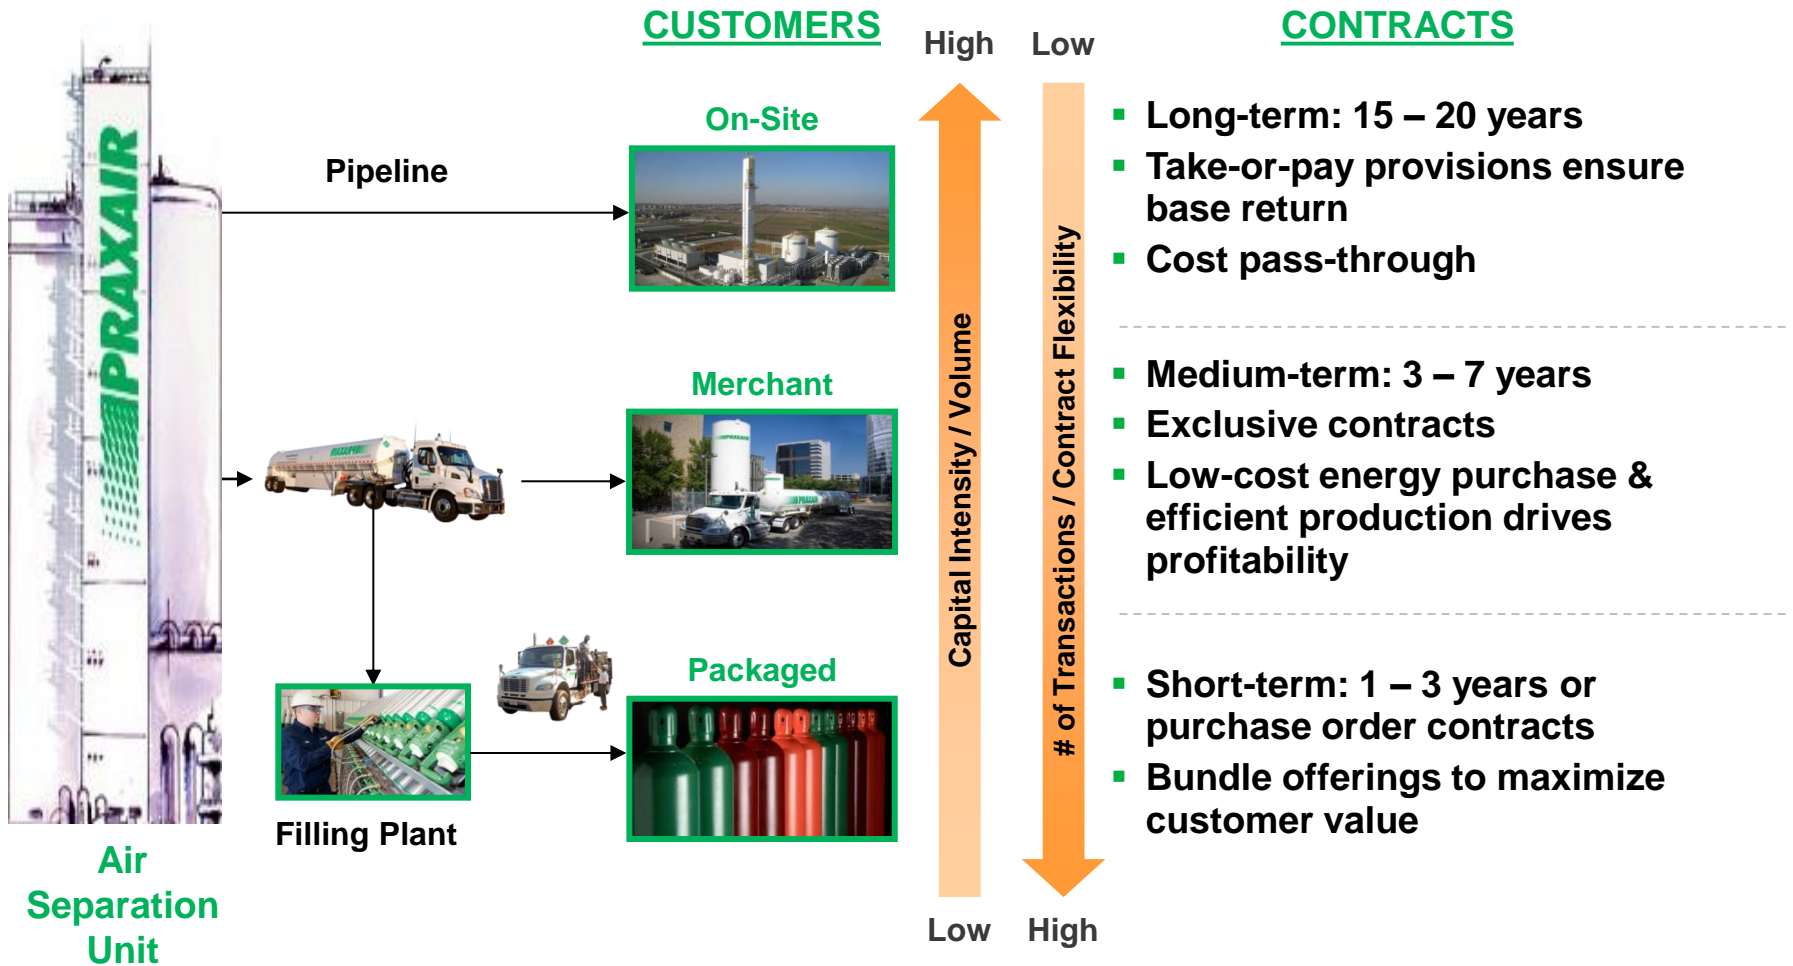 CUSTOMERS
High
Low
CONTRACTS
PRAXAIR
Pipeline
On-Site
Long-term: 15 – 20 years
Take-or-pay provisions ensure
base return
Cost pass-through
Capital Intensity / Volume
# of Transactions / Contract Flexibility
Merchant
PRAXAIR
PRAXAIR
PRAXAIR
Medium-term: 3 – 7 years
Exclusive contracts
Low-cost energy purchase &
efficient production drives
profitability
Packaged
Short-term: 1 – 3 years or
purchase order contracts
Bundle offerings to maximize
customer value
Filling Plant
Air
Separation
Unit
Low
High